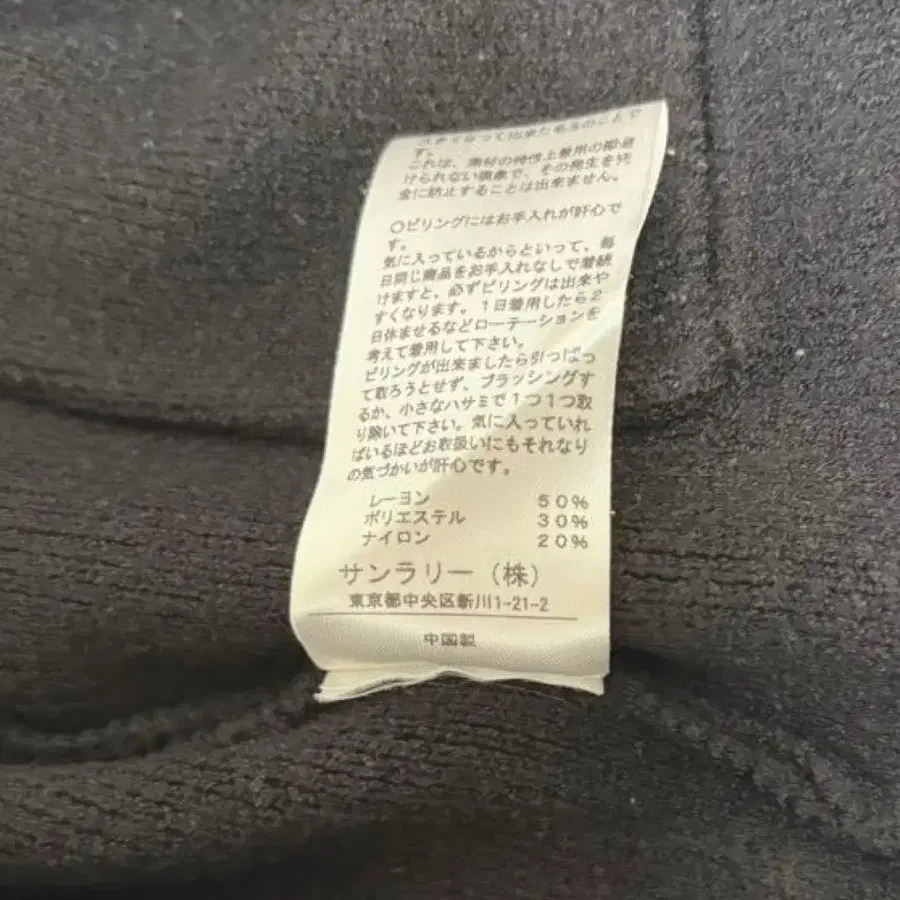 す。
これは、素材の特性上着用の際避
けられない現象で、その発生を完
全に防止することは出来ません。
○ピリングにはお手入れが肝心で
す。
気に入っているからといって、毎
日同じ商品をお手入れなしで着続
けますと、必ずピリングは出来や
すくなります。1日着用したら2
日休ませるなどローテーションを
考えて着用して下さい。
ピリングが出来ましたら引っぱっ
て取ろうとせず、ブラッシングす
るか、小さなハサミで1つ1つ取
り除いて下さい。気に入っていれ
ばいるほどお取扱いにもそれなり
の気づかいが肝心です。
レーヨン 50%
ポリエステル 30%
ナイロン 20%
サンラリー（株）
東京都中央区新川1-21-2
中国製